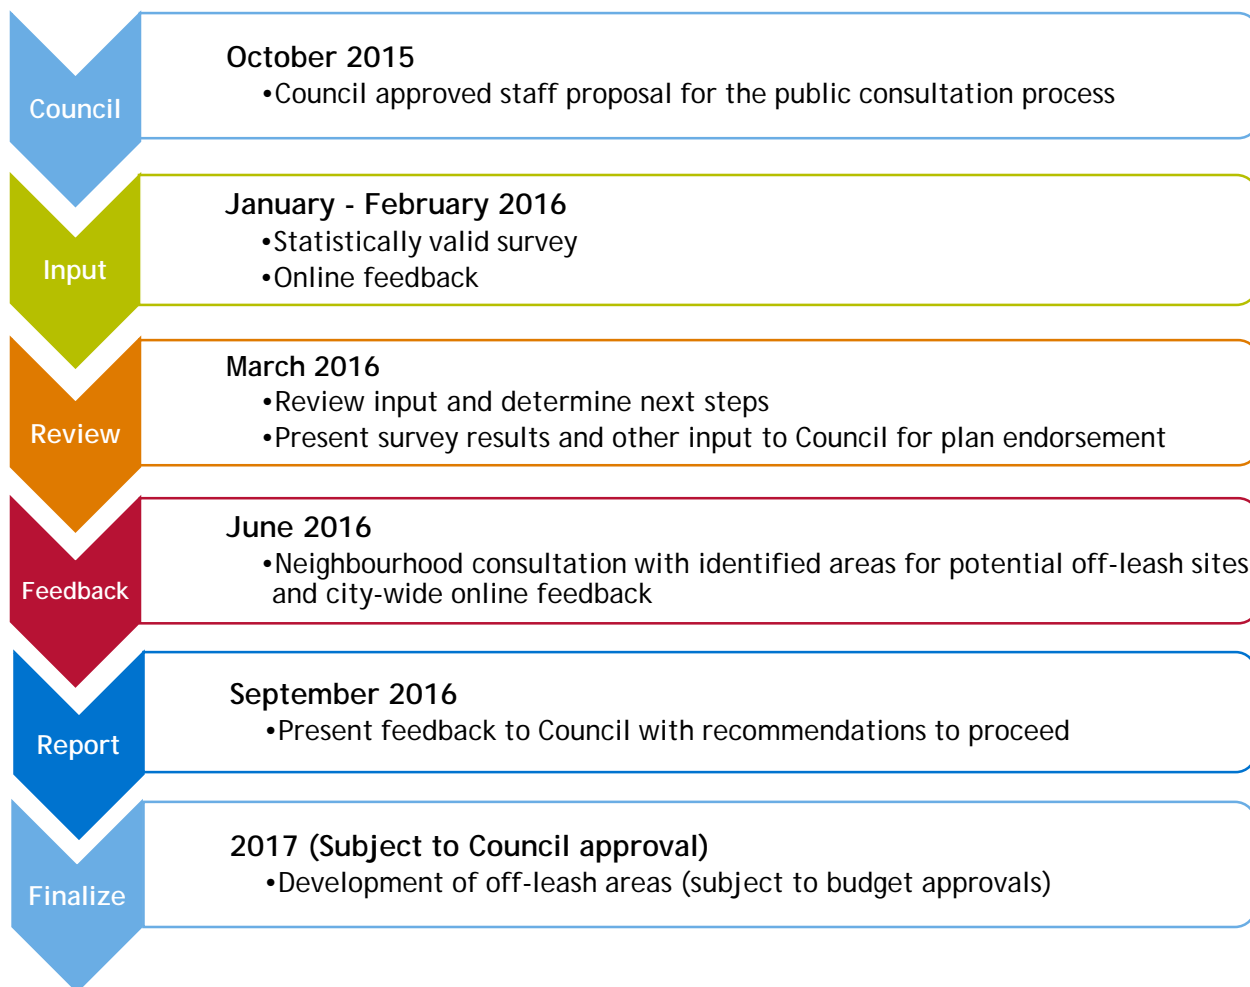 Council
October 2015
•Council approved staff proposal for the public consultation process
Input
January - February 2016
•Statistically valid survey
•Online feedback
Review
March 2016
•Review input and determine next steps
•Present survey results and other input to Council for plan endorsement
Feedback
June 2016
•Neighbourhood consultation with identified areas for potential off-leash sites
and city-wide online feedback
Report
September 2016
•Present feedback to Council with recommendations to proceed
Finalize
2017 (Subject to Council approval)
•Development of off-leash areas (subject to budget approvals)